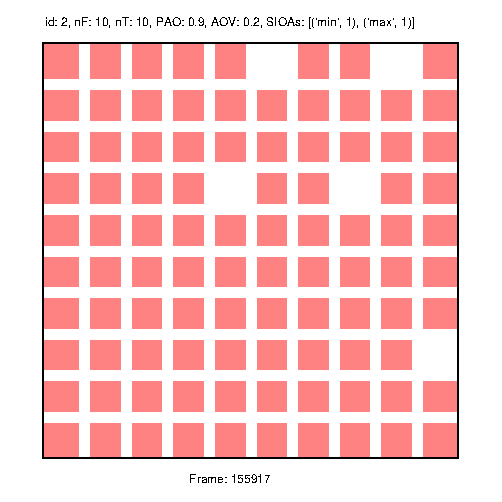 id: 2, nF: 10, nT: 10, PAO: 0.9, AOV: 0.2, SIOAs: [('min', 1), ('max', 1)]
Frame: 155917